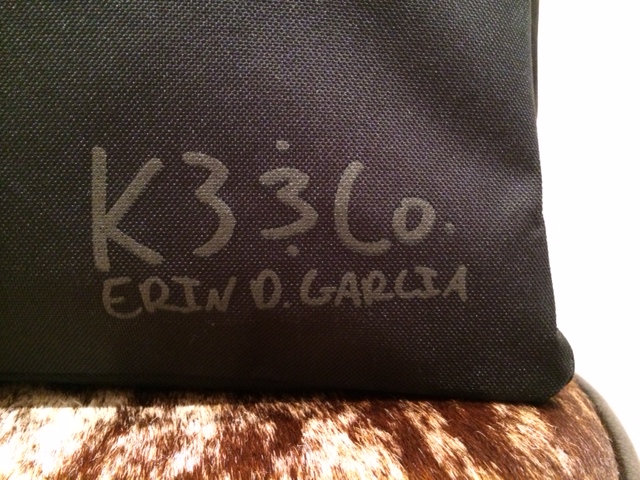 K3 & Co.
ERIN D. GARCIA